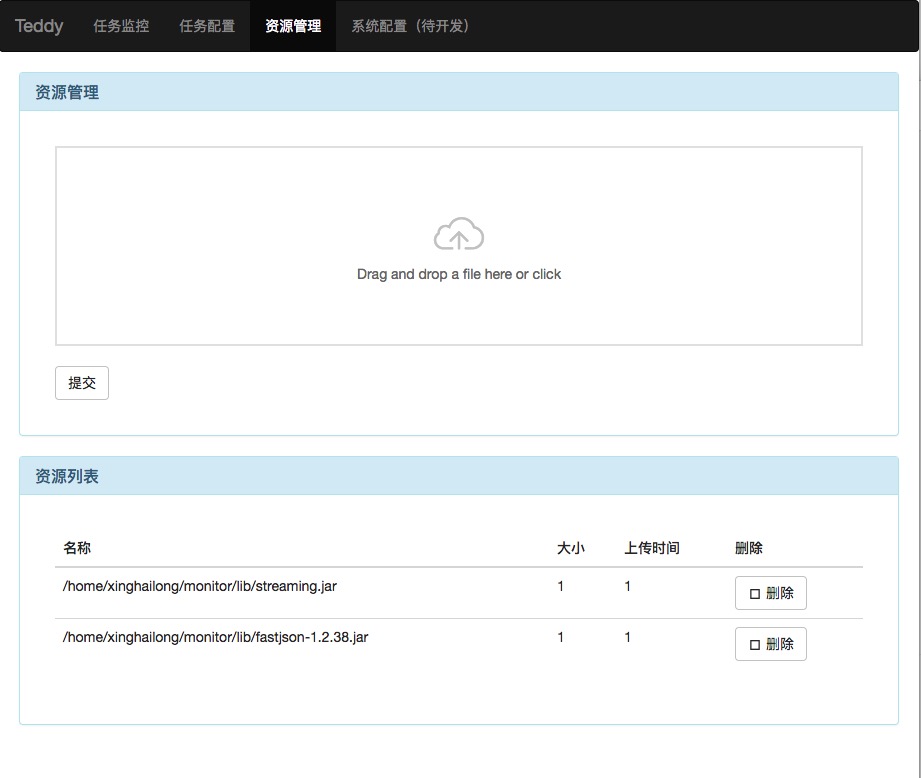 Teddy 任务监控 任务配置 资源管理 系统配置（待开发）
资源管理
Drag and drop a file here or click
提交
资源列表
名称 大小 上传时间 删除
/home/xinghailong/monitor/lib/streaming.jar 1 1 删除
/home/xinghailong/monitor/lib/fastjson-1.2.38.jar 1 1 删除